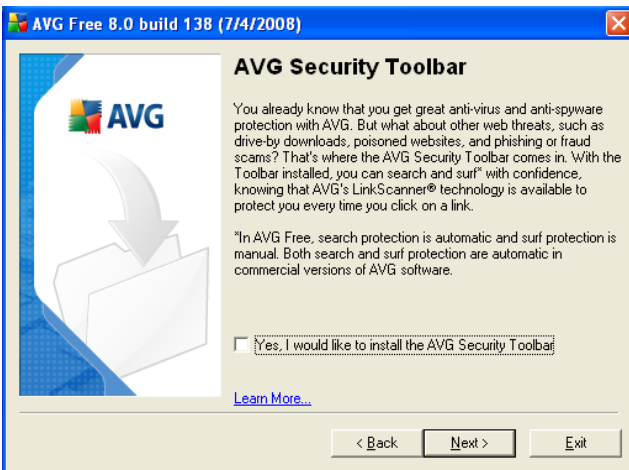 AVG Free 8.0 build 138 (7/4/2008)
AVG
AVG Security Toolbar
You already know that you get great anti-virus and anti-spyware
protection with AVG. But what about other web threats, such as
drive-by downloads, poisoned websites, and phishing or fraud
scams? That's where the AVG Security Toolbar comes in. With the
Toolbar installed, you can search and surf* with confidence,
knowing that AVG's LinkScanner® technology is available to
protect you every time you click on a link.
*In AVG Free, search protection is automatic and surf protection is
manual. Both search and surf protection are automatic in
commercial versions of AVG software.
Yes, I would like to install the AVG Security Toolbar
Learn More...
< Back Next > Exit